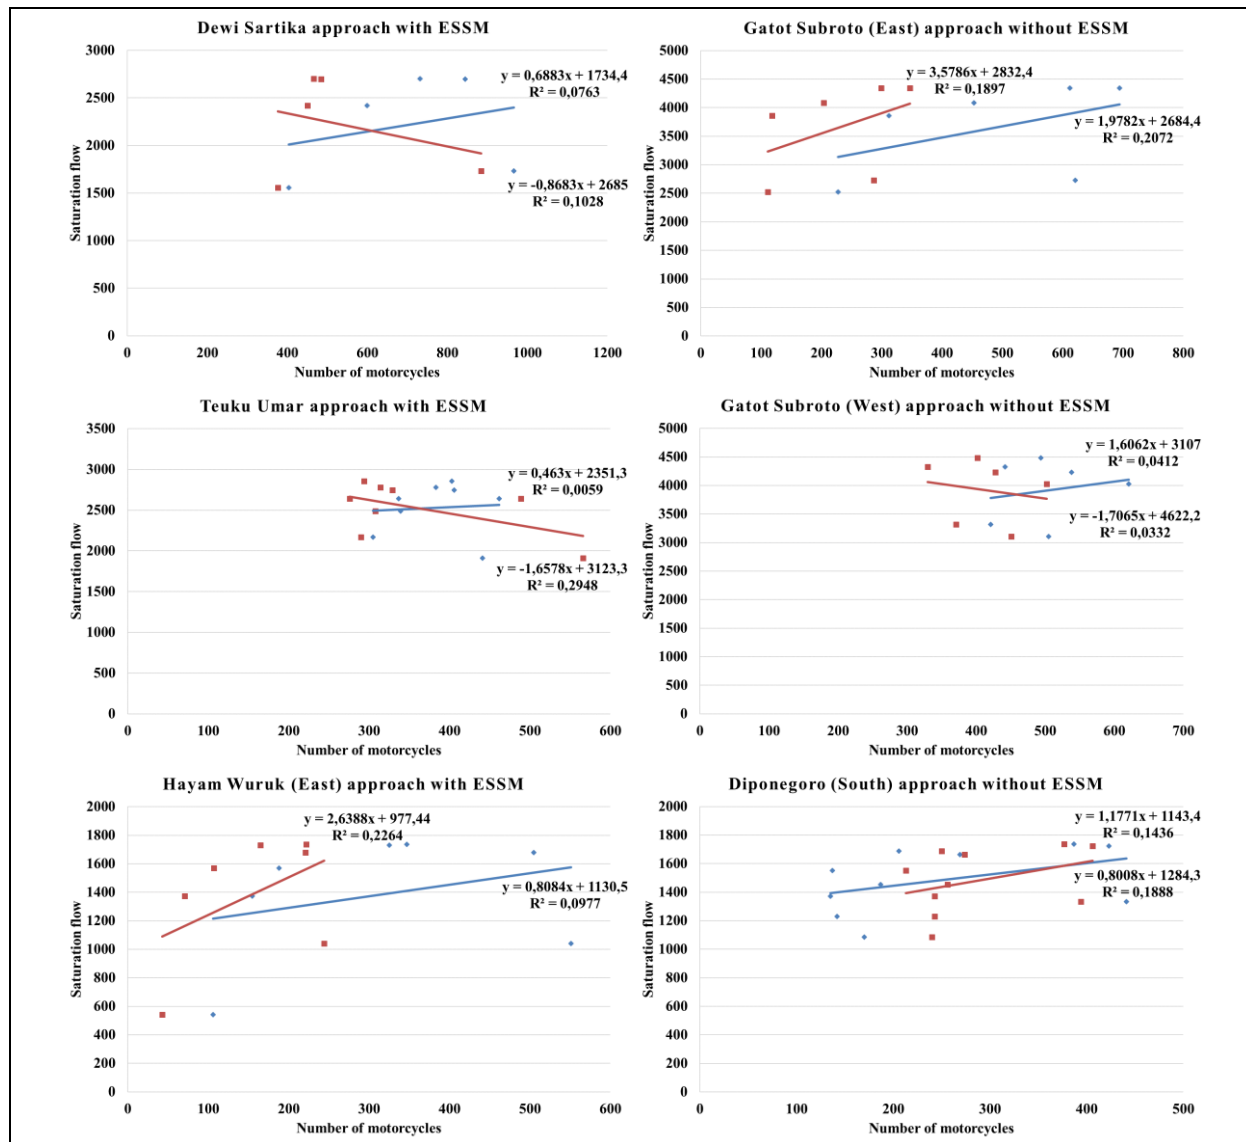 Dewi Sartika approach with ESSM
3000
2500
2000
1500
1000
500
0
0 200 400 600 800 1000 1200
Saturation flow
Number of motorcycles
y = 0,6883x + 1734,4
R² = 0,0763
y = -0,8683x + 2685
R² = 0,1028
Gatot Subroto (East) approach without ESSM
5000
4500
4000
3500
3000
2500
2000
1500
1000
500
0
0 100 200 300 400 500 600 700 800
Saturation flow
Number of motorcycles
y = 3,5786x + 2832,4
R² = 0,1897
y = 1,9782x + 2684,4
R² = 0,2072
Teuku Umar approach with ESSM
3500
3000
2500
2000
1500
1000
500
0
0 100 200 300 400 500 600
Saturation flow
Number of motorcycles
y = 0,463x + 2351,3
R² = 0,0059
y = -1,6578x + 3123,3
R² = 0,2948
Gatot Subroto (West) approach without ESSM
5000
4500
4000
3500
3000
2500
2000
1500
1000
500
0
0 100 200 300 400 500 600 700
Saturation flow
Number of motorcycles
y = 1,6062x + 3107
R² = 0,0412
y = -1,7065x + 4622,2
R² = 0,0332
Hayam Wuruk (East) approach with ESSM
2000
1800
1600
1400
1200
1000
800
600
400
200
0
0 100 200 300 400 500 600
Saturation flow
Number of motorcycles
y = 2,6388x + 977,44
R² = 0,2264
y = 0,8084x + 1130,5
R² = 0,0977
Diponegoro (South) approach without ESSM
2000
1800
1600
1400
1200
1000
800
600
400
200
0
0 100 200 300 400 500
Saturation flow
Number of motorcycles
y = 1,1771x + 1143,4
R² = 0,1436
y = 0,8008x + 1284,3
R² = 0,1888